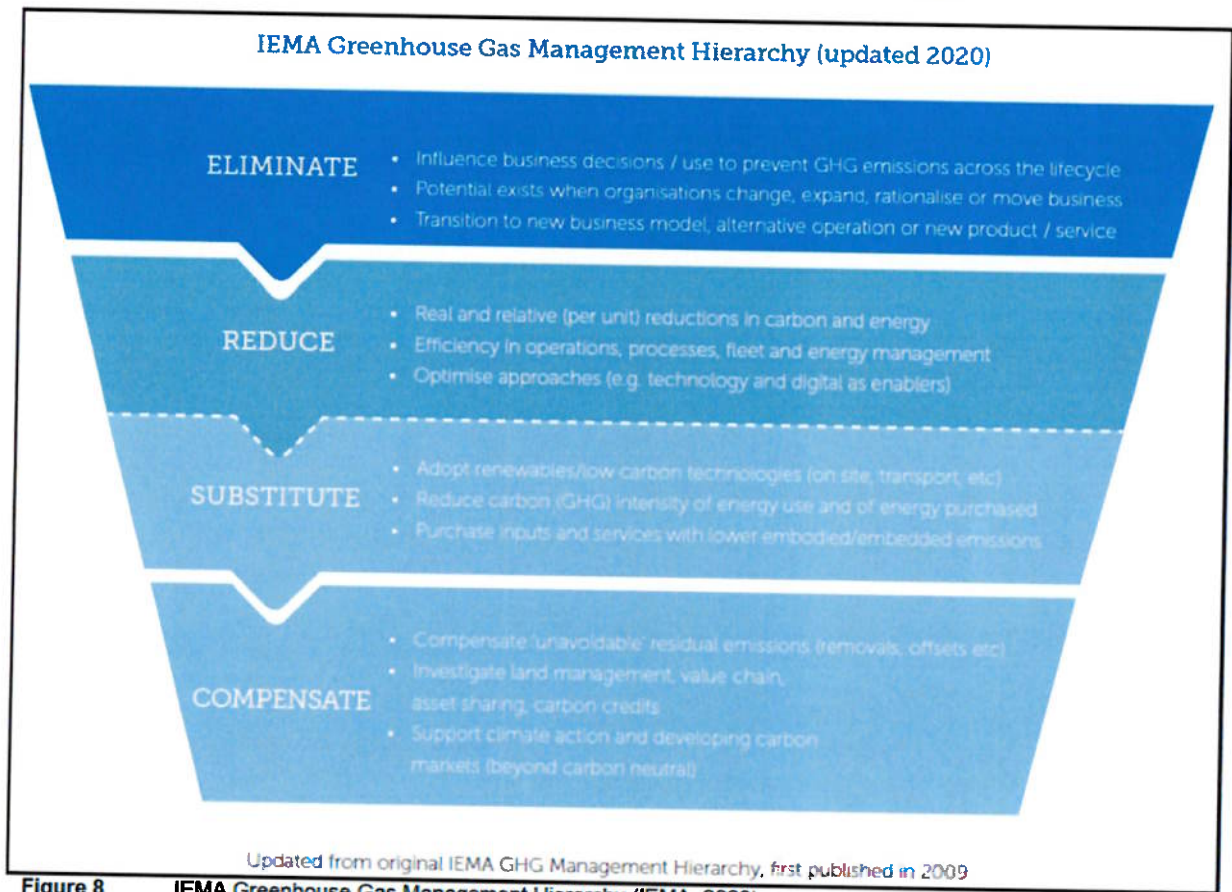 IEMA Greenhouse Gas Management Hierarchy (updated 2020)
ELIMINATE
• Influence business decisions / use to prevent GHG emissions across the lifecycle
• Potential exists when organisations change, expand, rationalise or move business
• Transition to new business model, alternative operation or new product / service
REDUCE
• Real and relative (per unit) reductions in carbon and energy
• Efficiency in operations, processes, fleet and energy management
• Optimise approaches (e.g. technology and digital as enablers)
SUBSTITUTE
• Adopt renewables/low carbon technologies (on site, transport, etc)
• Reduce carbon (GHG) intensity of energy use and of energy purchased
• Purchase inputs and services with lower embodied/embedded emissions
COMPENSATE
• Compensate 'unavoidable' residual emissions (removals, offsets etc)
• Investigate land management, value chain,
asset sharing, carbon credits
• Support climate action and developing carbon
markets (beyond carbon neutral)
Updated from original IEMA GHG Management Hierarchy, first published in 2009
Figure 8 IEMA Greenhouse Gas Management Hierarchy (IEMA, 2020)